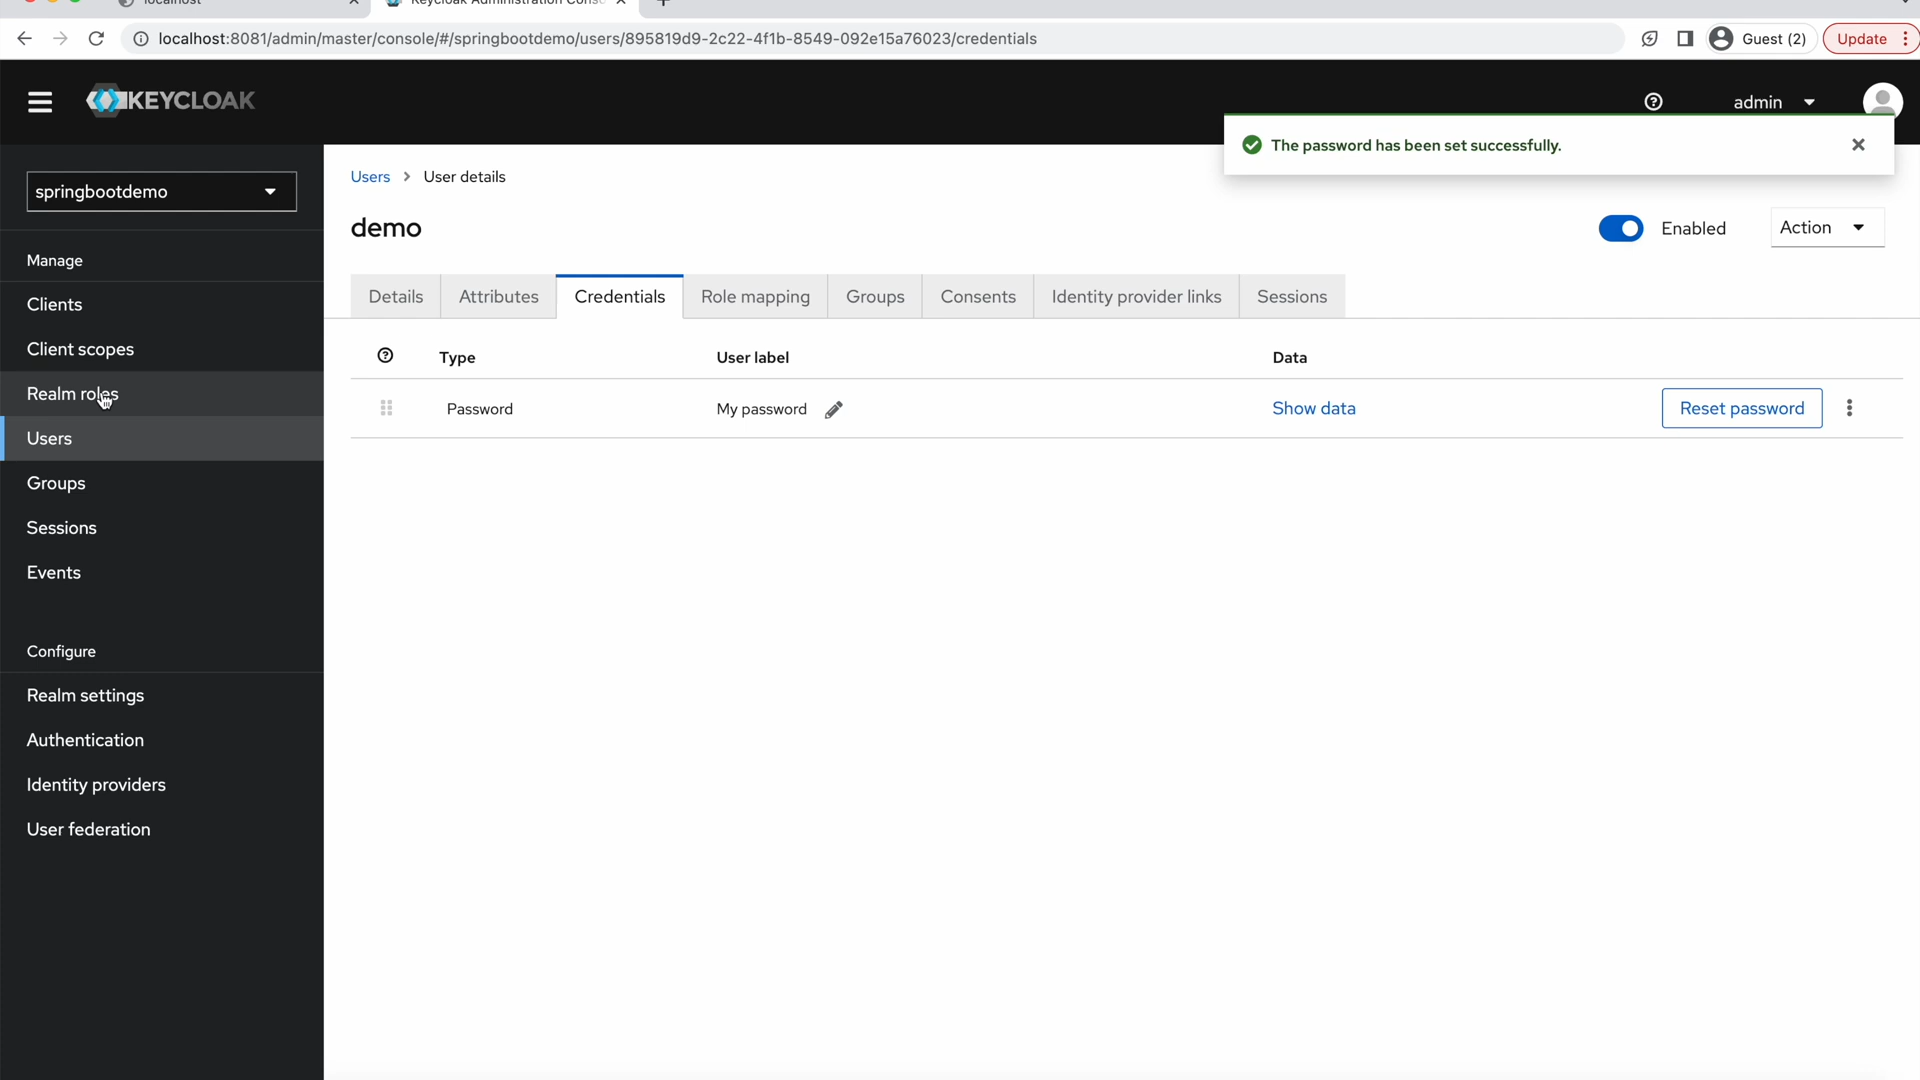 localhost
Keycloak Administration Conso
localhost:8081/admin/master/console/#/springbootdemo/users/895819d9-2c22-4f1b-8549-092e15a76023/credentials
Guest (2)
Update
KEYCLOAK
admin
The password has been set successfully.
springbootdemo
Manage
Clients
Client scopes
Realm roles
Users
Groups
Sessions
Events
Configure
Realm settings
Authentication
Identity providers
User federation
Users > User details
demo
Enabled
Action
Details Attributes Credentials Role mapping Groups Consents Identity provider links Sessions
Type User label Data
Password My password Show data Reset password